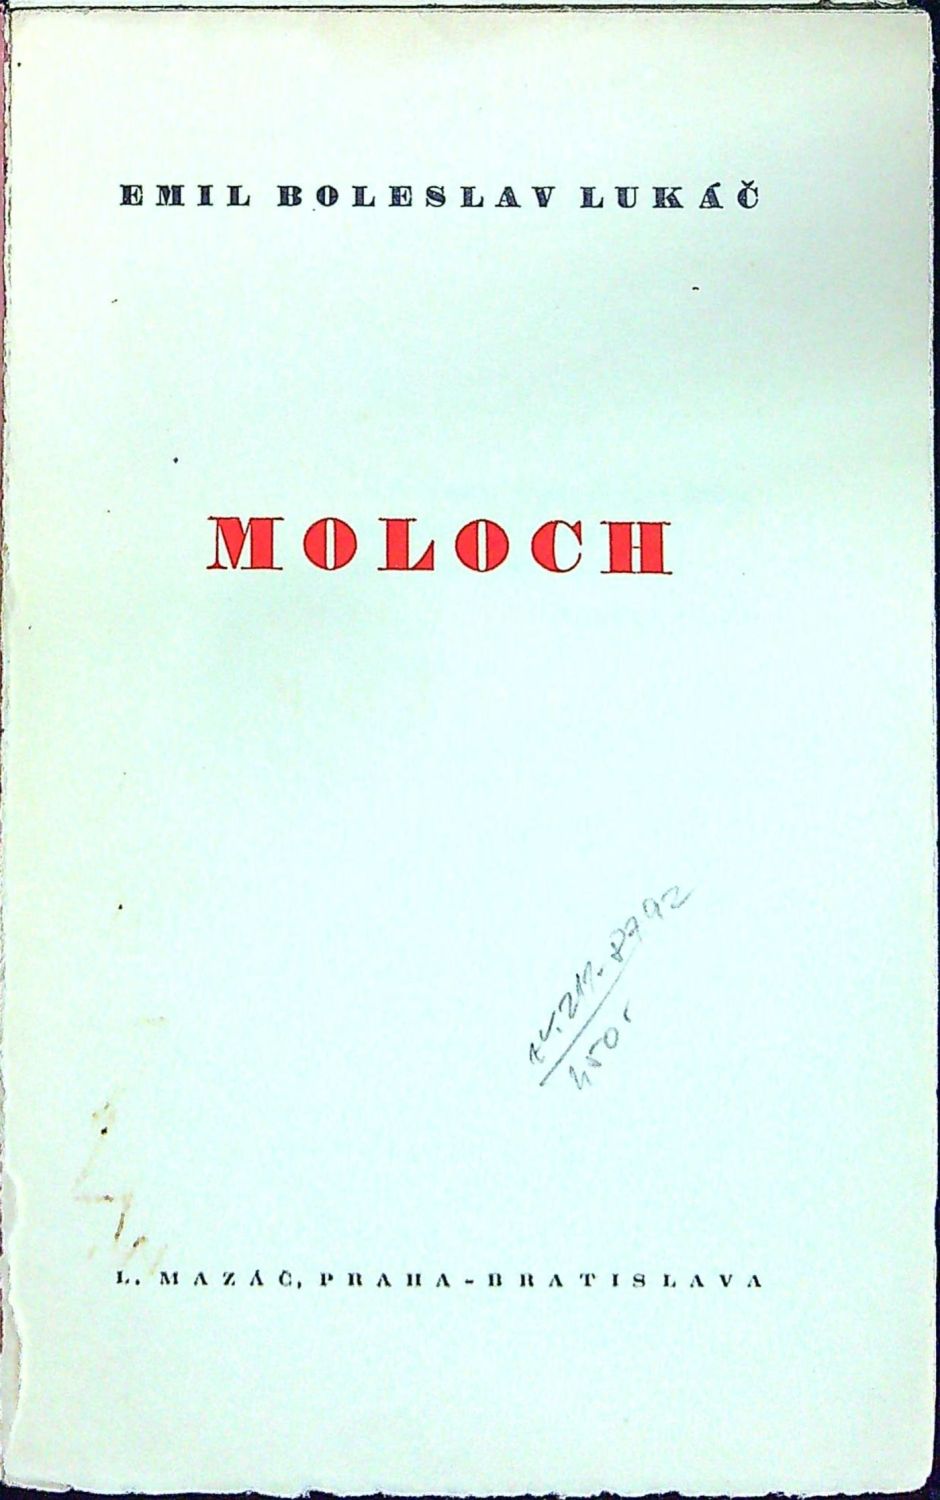 EMIL BOLESLAV LUKÁČ
MOLOCH
L. MAZÁČ, PRAHA-BRATISLAVA